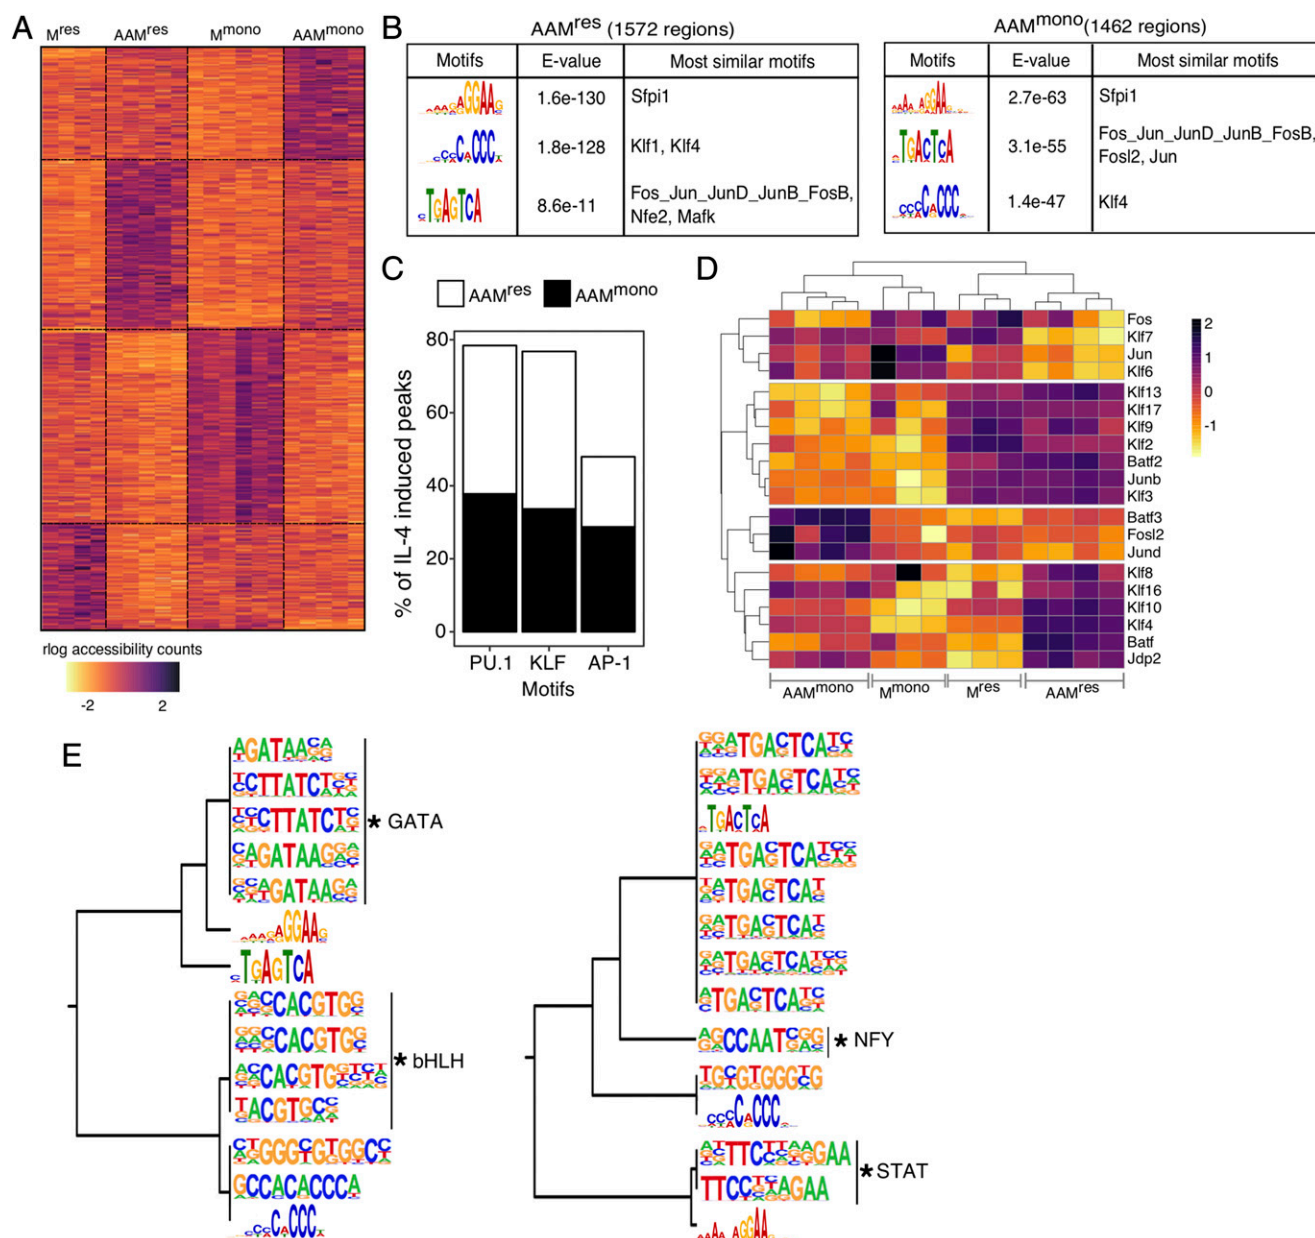 A
Mres AAMres Mmono AAMmono
rlog accessibility counts
-2 2
B
AAMres (1572 regions)
Motifs E-value Most similar motifs
1.6e-130 Sfpi1
1.8e-128 Klf1, Klf4
8.6e-11 Fos_Jun_JunD_JunB_FosB,
Nfe2, Mafk
AAMmono(1462 regions)
Motifs E-value Most similar motifs
2.7e-63 Sfpi1
3.1e-55 Fos_Jun_JunD_JunB_FosB,
Fosl2, Jun
1.4e-47 Klf4
C
AAMres AAMmono
% of IL-4 induced peaks
80
60
40
20
0
PU.1 KLF AP-1
Motifs
D
Fos
Klf7
Jun
Klf6
Klf13
Klf17
Klf9
Klf2
Batf2
Junb
Klf3
Batf3
Fosl2
Jund
Klf8
Klf16
Klf10
Klf4
Batf
Jdp2
2
1
0
-1
AAMmono Mmono Mres AAMres
E
* GATA
* bHLH
* NFY
* STAT